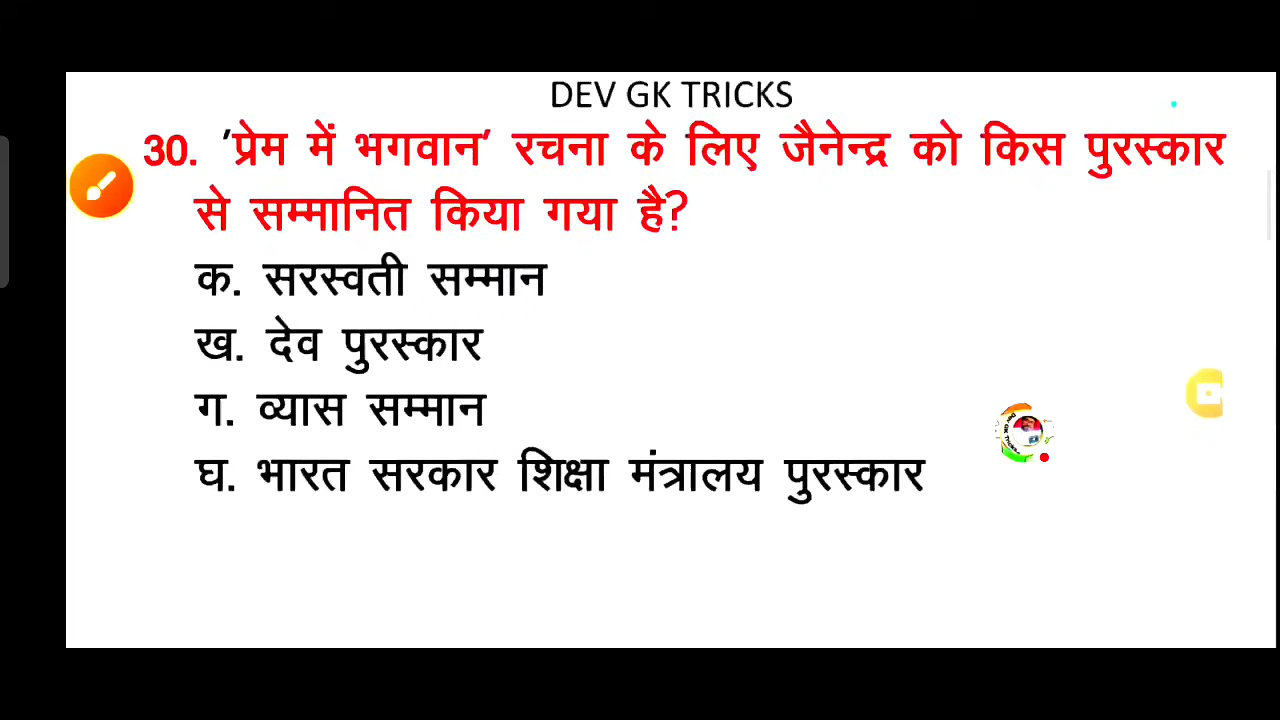 DEV GK TRICKS
30. 'प्रेम में भगवान' रचना के लिए जैनेन्द्र को किस पुरस्कार
से सम्मानित किया गया है?
क. सरस्वती सम्मान
ख. देव पुरस्कार
ग. व्यास सम्मान
घ. भारत सरकार शिक्षा मंत्रालय पुरस्कार